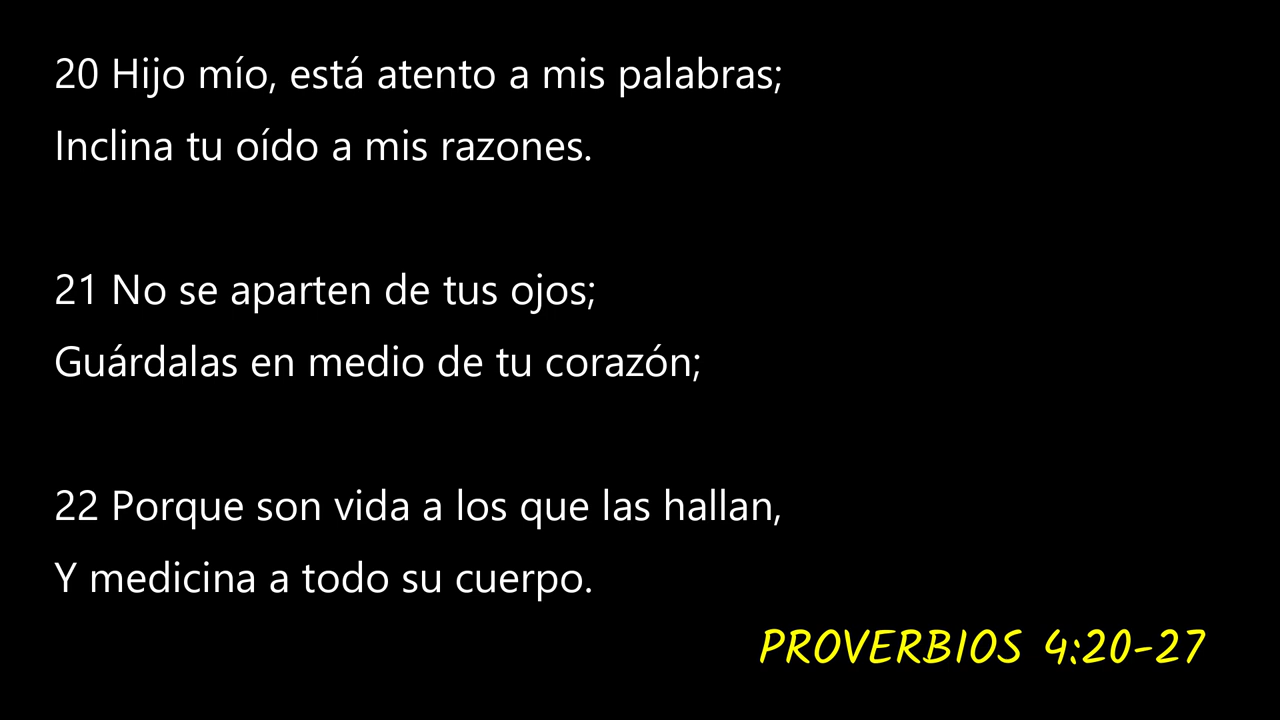 20 Hijo mío, está atento a mis palabras;
Inclina tu oído a mis razones.
21 No se aparten de tus ojos;
Guárdalas en medio de tu corazón;
22 Porque son vida a los que las hallan,
Y medicina a todo su cuerpo.
PROVERBIOS 4:20-27